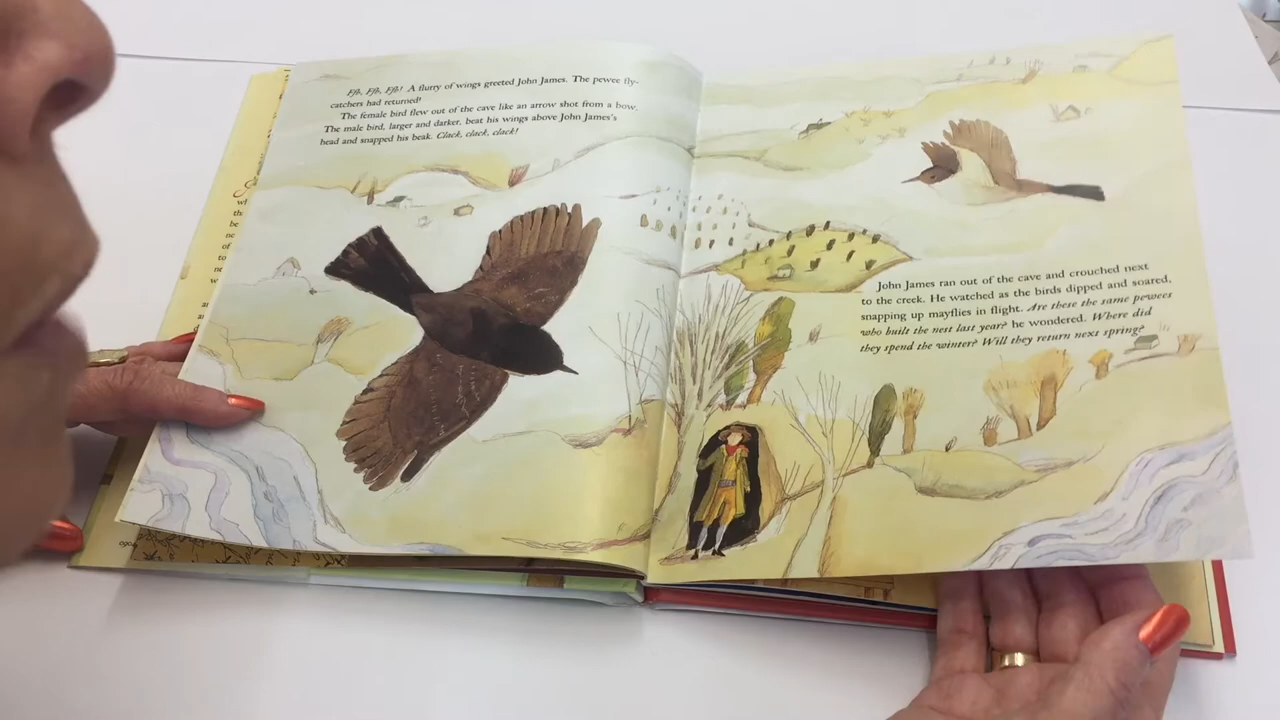 Ffh, Ffh, Ffh! A flurry of wings greeted John James. The pewee fly-
catchers had returned!
The female bird flew out of the cave like an arrow shot from a bow.
The male bird, larger and darker, beat his wings above John James's
head and snapped his beak. Clack, clack, clack!
John James ran out of the cave and crouched next
to the creek. He watched as the birds dipped and soared,
snapping up mayflies in flight. Are these the same pewees
who built the nest last year? he wondered. Where did
they spend the winter? Will they return next spring?